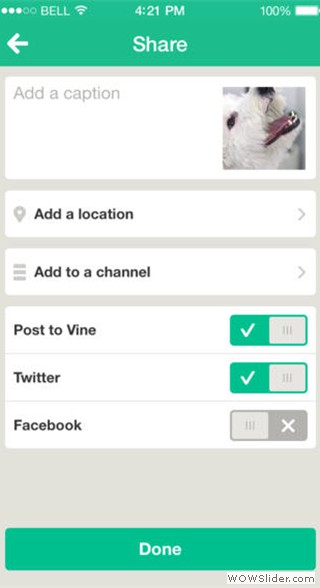 BELL 4:21 PM 100%
Share
Add a caption
Add a location
Add to a channel
Post to Vine
Twitter
Facebook
Done
WOWSlider.com